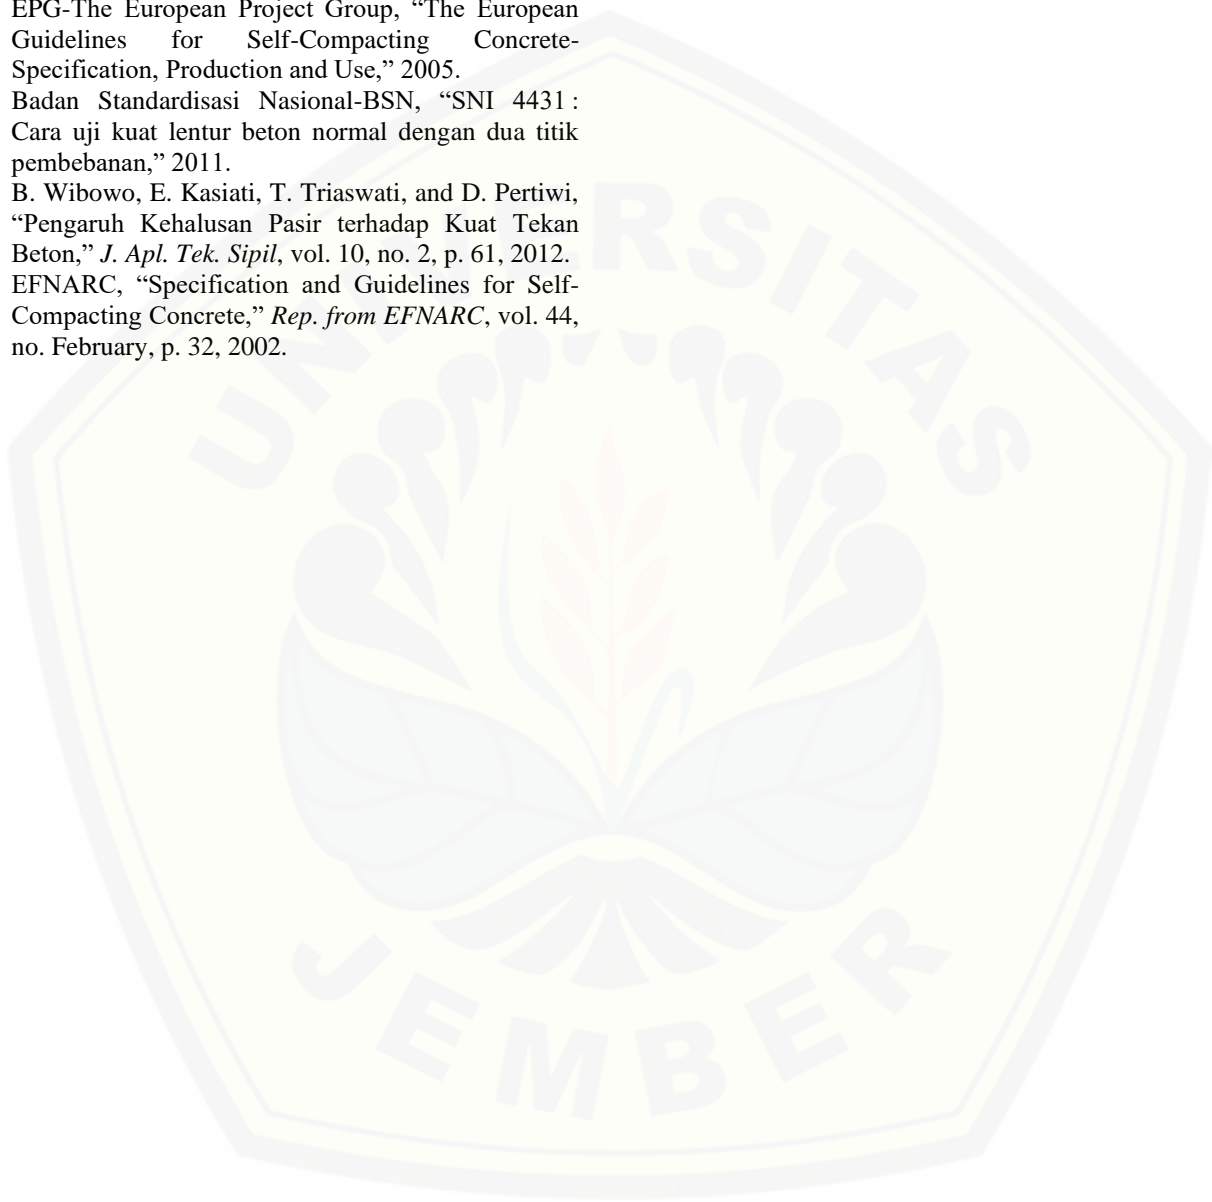 EPG-The European Project Group, “The European
Guidelines for Self-Compacting Concrete-
Specification, Production and Use,” 2005.
Badan Standardisasi Nasional-BSN, “SNI 4431 :
Cara uji kuat lentur beton normal dengan dua titik
pembebanan,” 2011.
B. Wibowo, E. Kasiati, T. Triaswati, and D. Pertiwi,
“Pengaruh Kehalusan Pasir terhadap Kuat Tekan
Beton,” J. Apl. Tek. Sipil, vol. 10, no. 2, p. 61, 2012.
EFNARC, “Specification and Guidelines for Self-
Compacting Concrete,” Rep. from EFNARC, vol. 44,
no. February, p. 32, 2002.
UNIVERSITAS
JEMBER